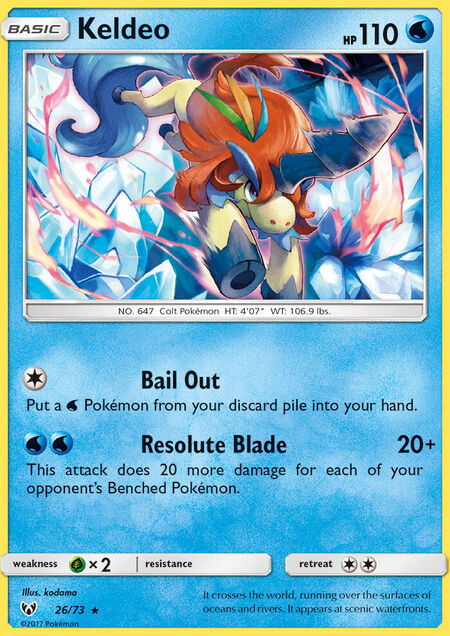 BASIC Keldeo HP 110
NO. 647 Colt Pokémon HT: 4'07" WT: 106.9 lbs.
Bail Out
Put a Pokémon from your discard pile into your hand.
Resolute Blade 20+
This attack does 20 more damage for each of your
opponent's Benched Pokémon.
weakness ×2 resistance retreat
Illus. kodama
26/73 ★
©2017 Pokémon
It crosses the world, running over the surfaces of
oceans and rivers. It appears at scenic waterfronts.